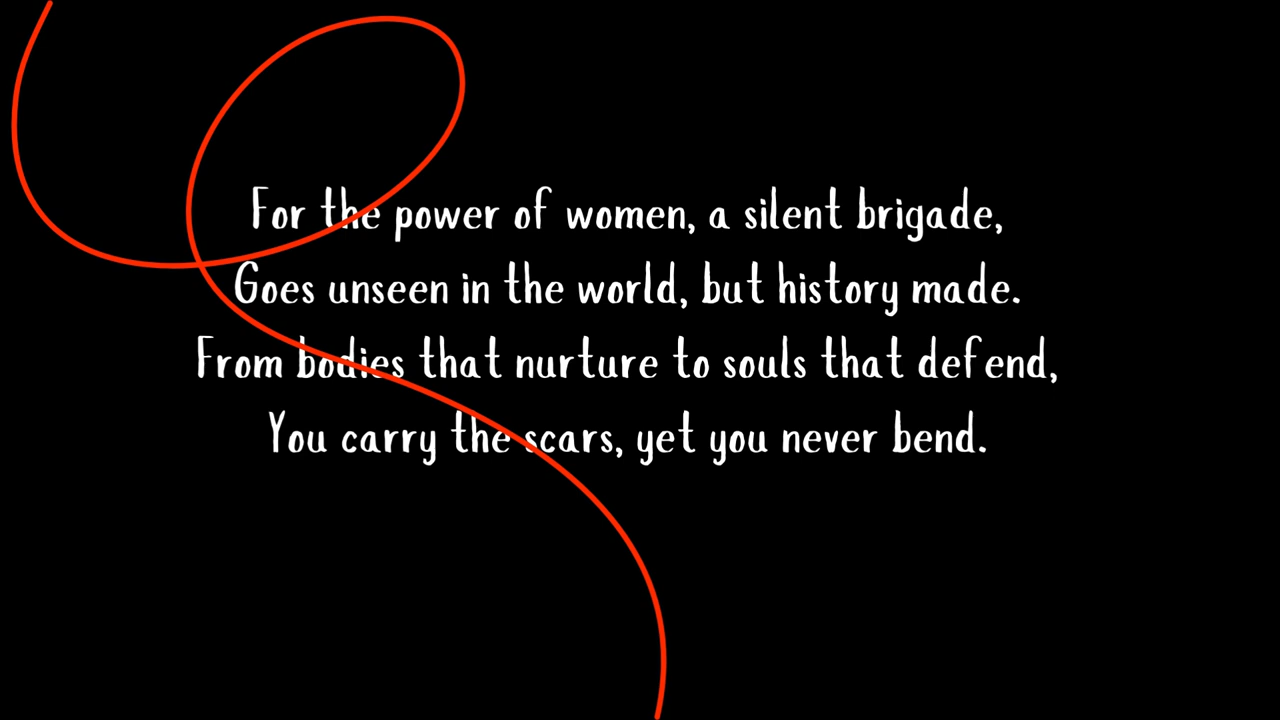 For the power of women, a silent brigade,
Goes unseen in the world, but history made.
From bodies that nurture to souls that defend,
You carry the scars, yet you never bend.